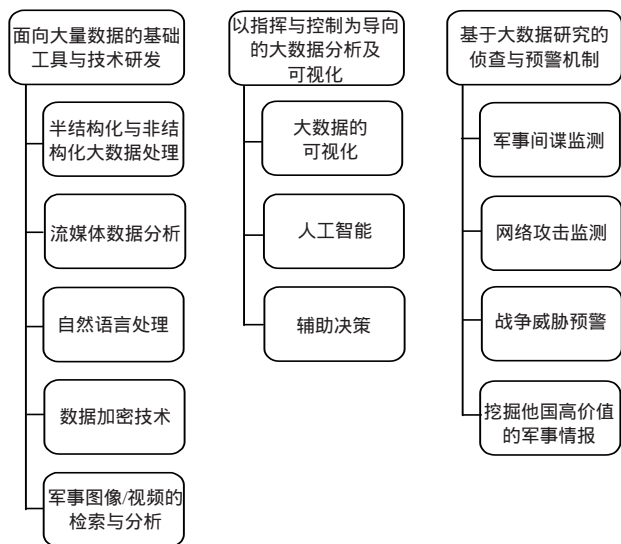 面向大量数据的基础
工具与技术研发
半结构化与非结
构化大数据处理
流媒体数据分析
自然语言处理
数据加密技术
军事图像/视频的
检索与分析
以指挥与控制为导向
的大数据分析及
可视化
大数据的
可视化
人工智能
辅助决策
基于大数据研究的
侦查与预警机制
军事间谍监测
网络攻击监测
战争威胁预警
挖掘他国高价值
的军事情报